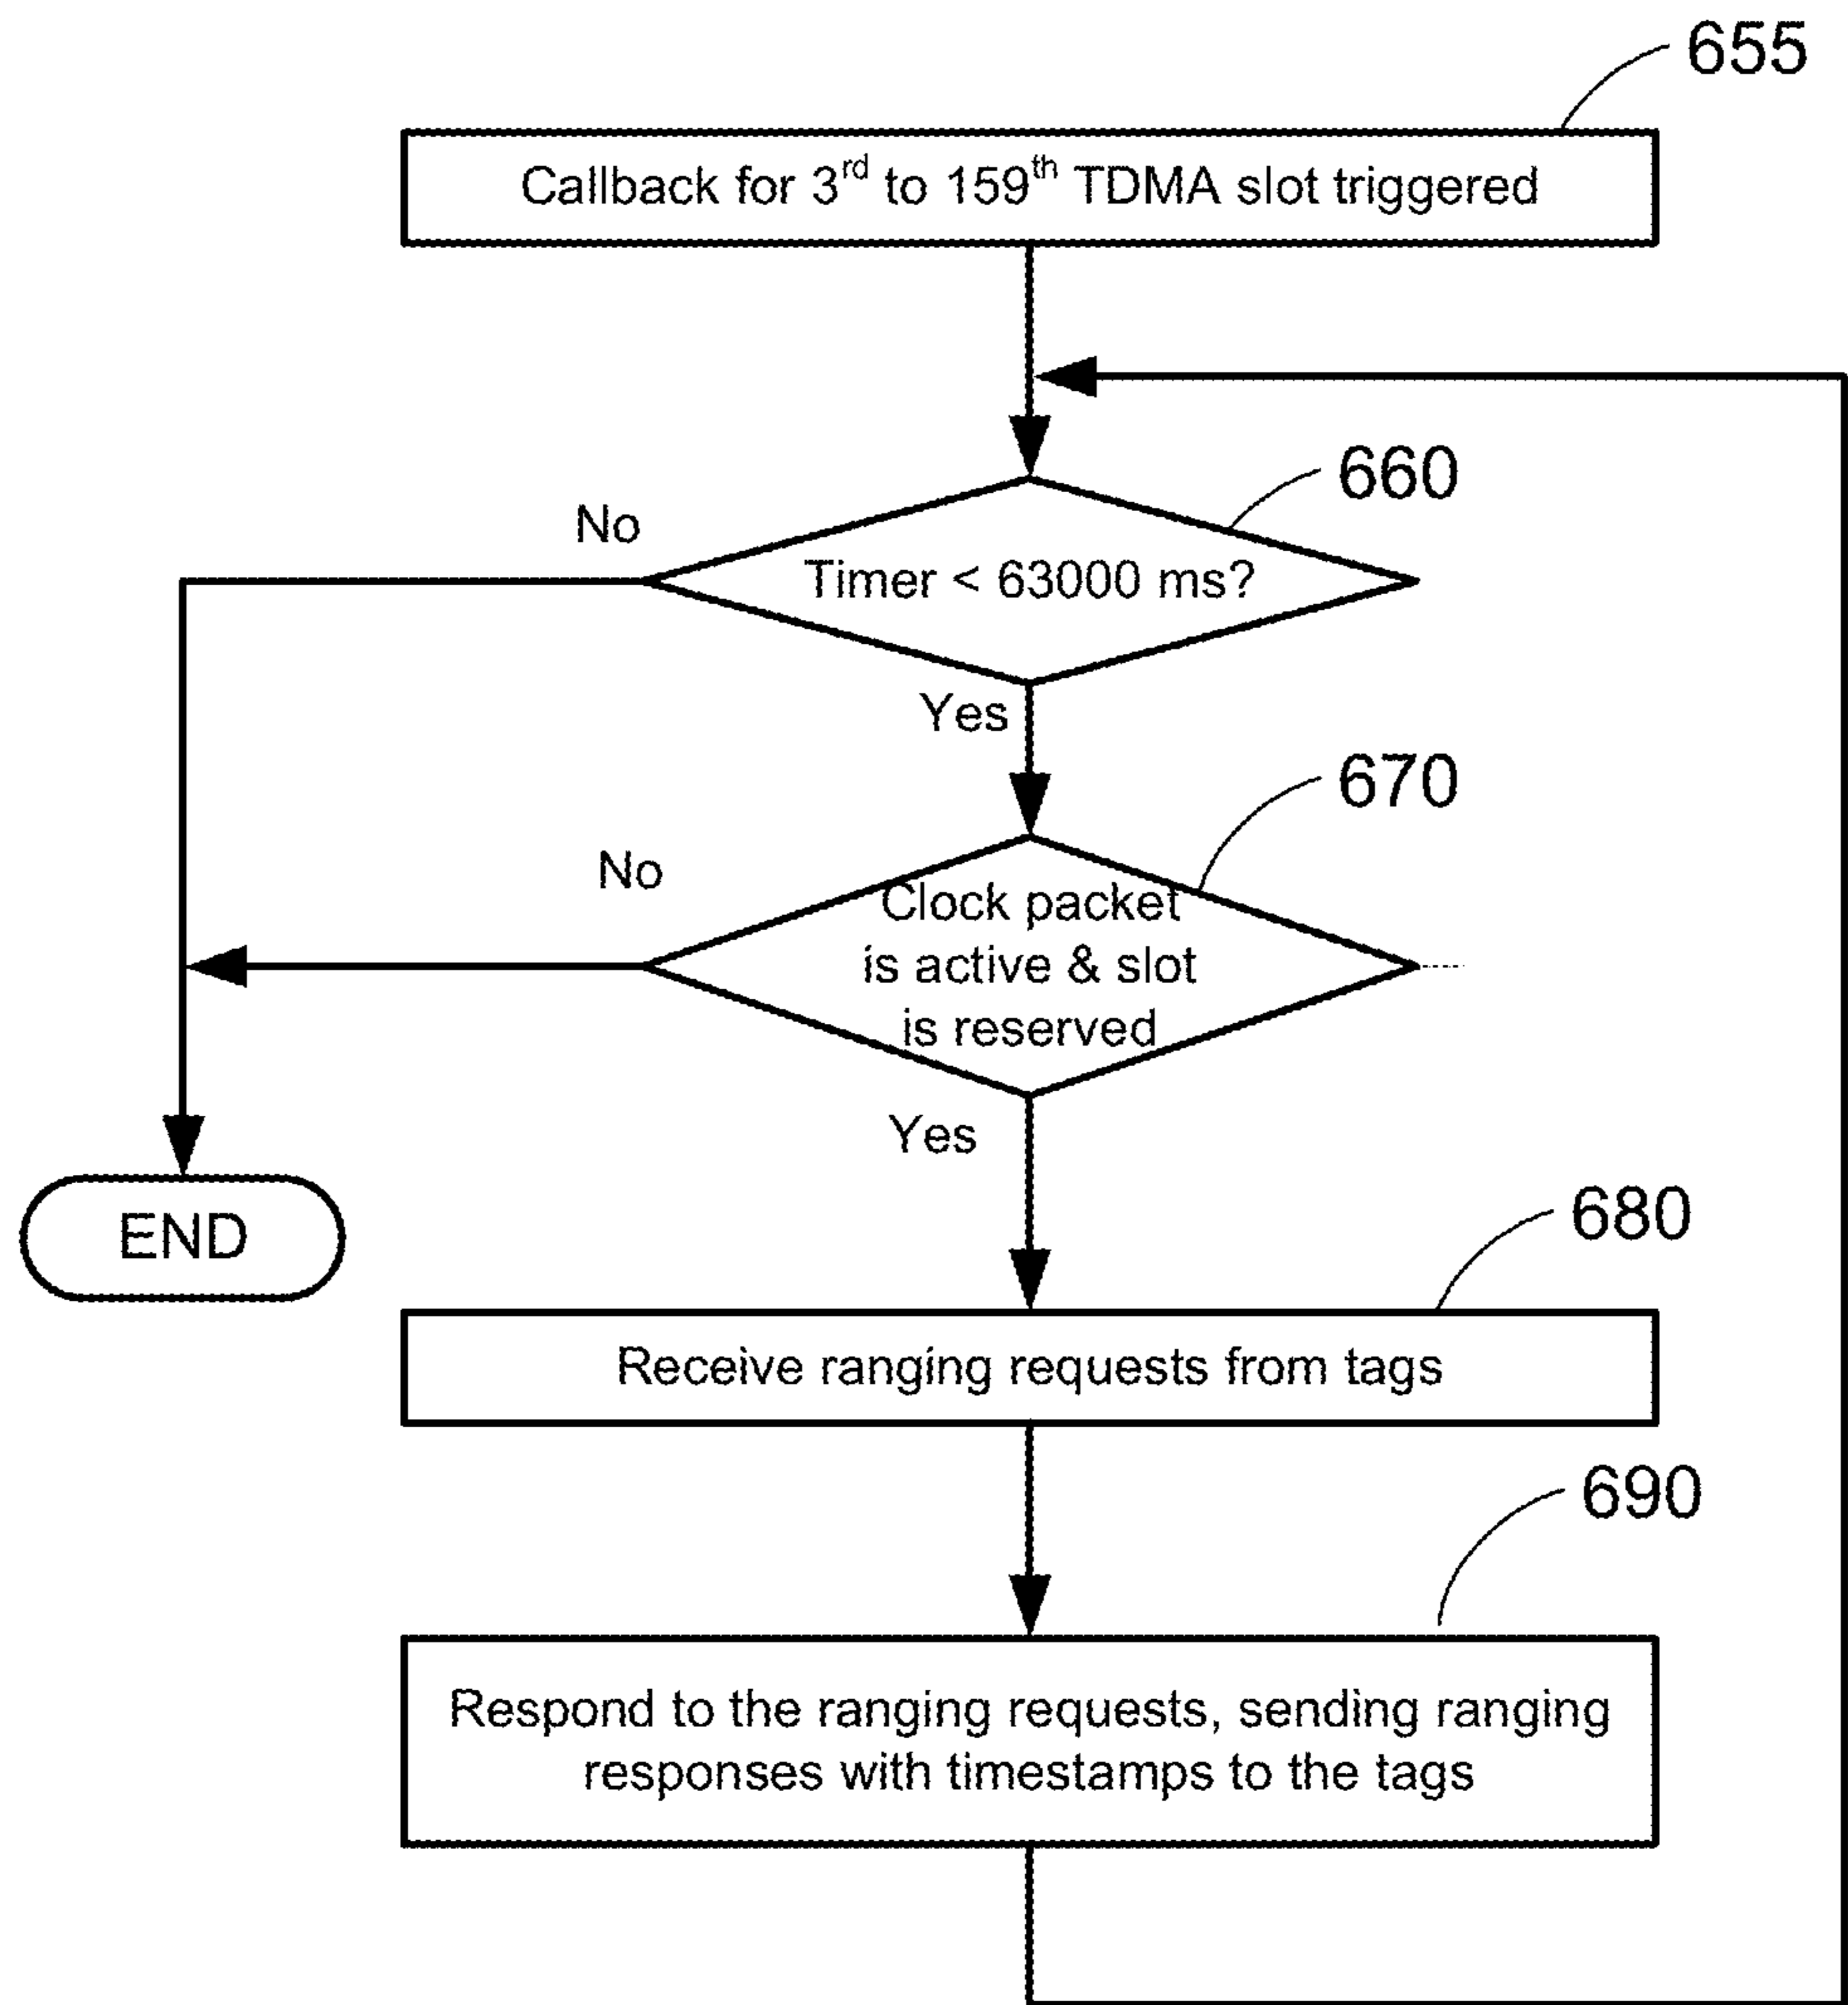 655
Callback for 3rd to 159th TDMA slot triggered
660
No
Timer < 63000 ms?
Yes
670
No
Clock packet
is active & slot
is reserved
Yes
680
END
Receive ranging requests from tags
690
Respond to the ranging requests, sending ranging
responses with timestamps to the tags